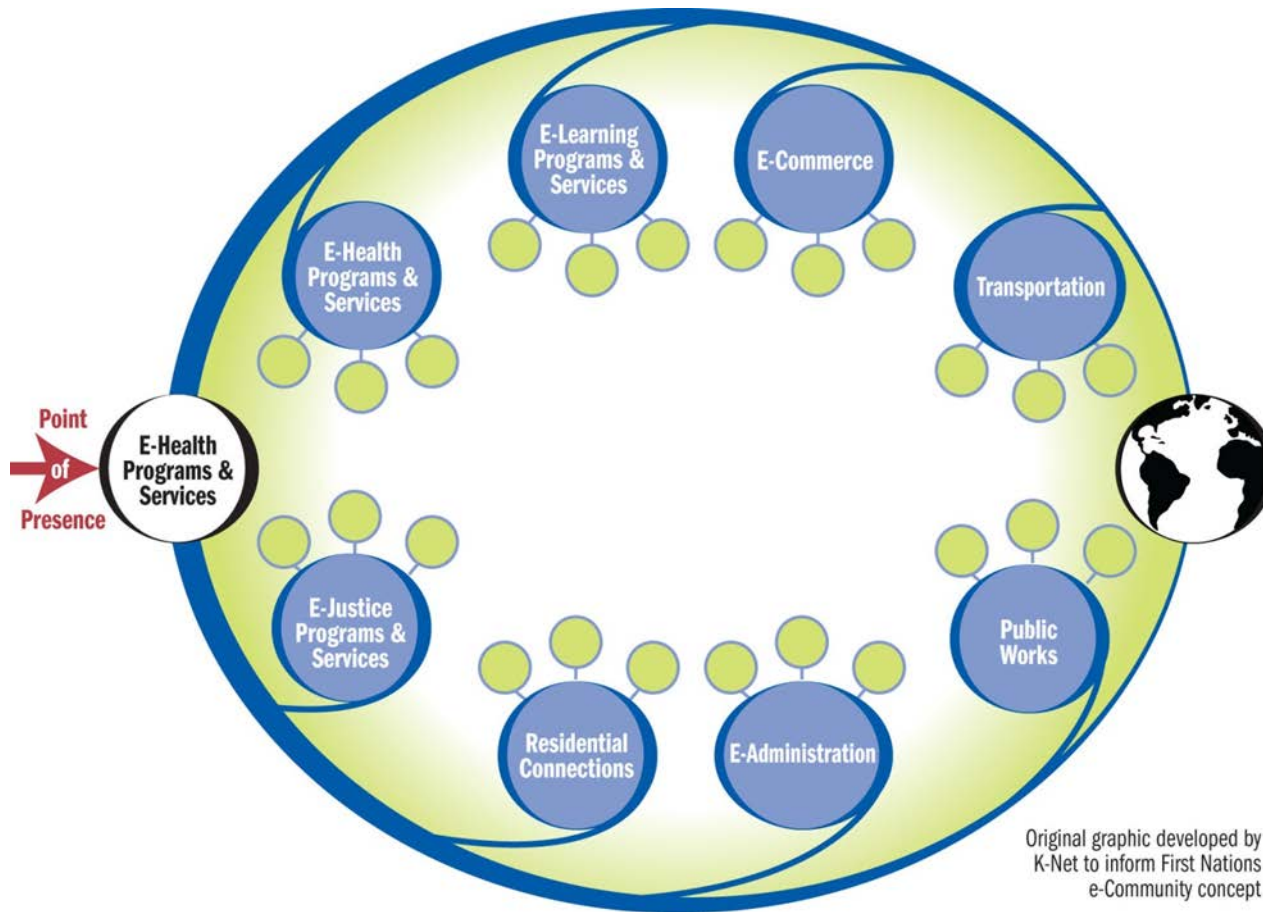 E-Learning
Programs &
Services
E-Commerce
E-Health
Programs &
Services
Transportation
Point
of
Presence
E-Health
Programs &
Services
E-Justice
Programs &
Services
Public
Works
Residential
Connections
E-Administration
Original graphic developed by
K-Net to inform First Nations
e-Community concept